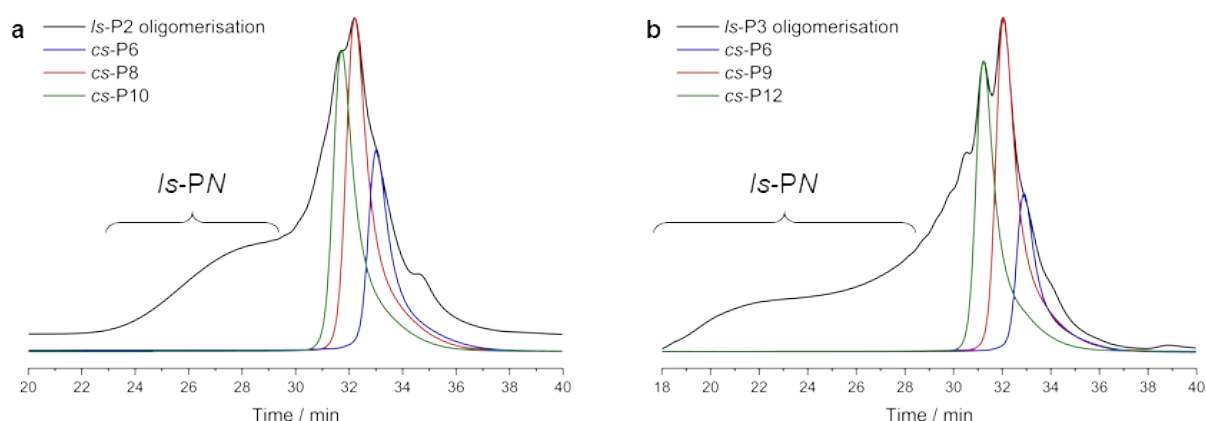 a
ls-P2 oligomerisation
cs-P6
cs-P8
cs-P10
ls-PN
20 22 24 26 28 30 32 34 36 38 40
Time / min
b
ls-P3 oligomerisation
cs-P6
cs-P9
cs-P12
ls-PN
18 20 22 24 26 28 30 32 34 36 38 40
Time / min